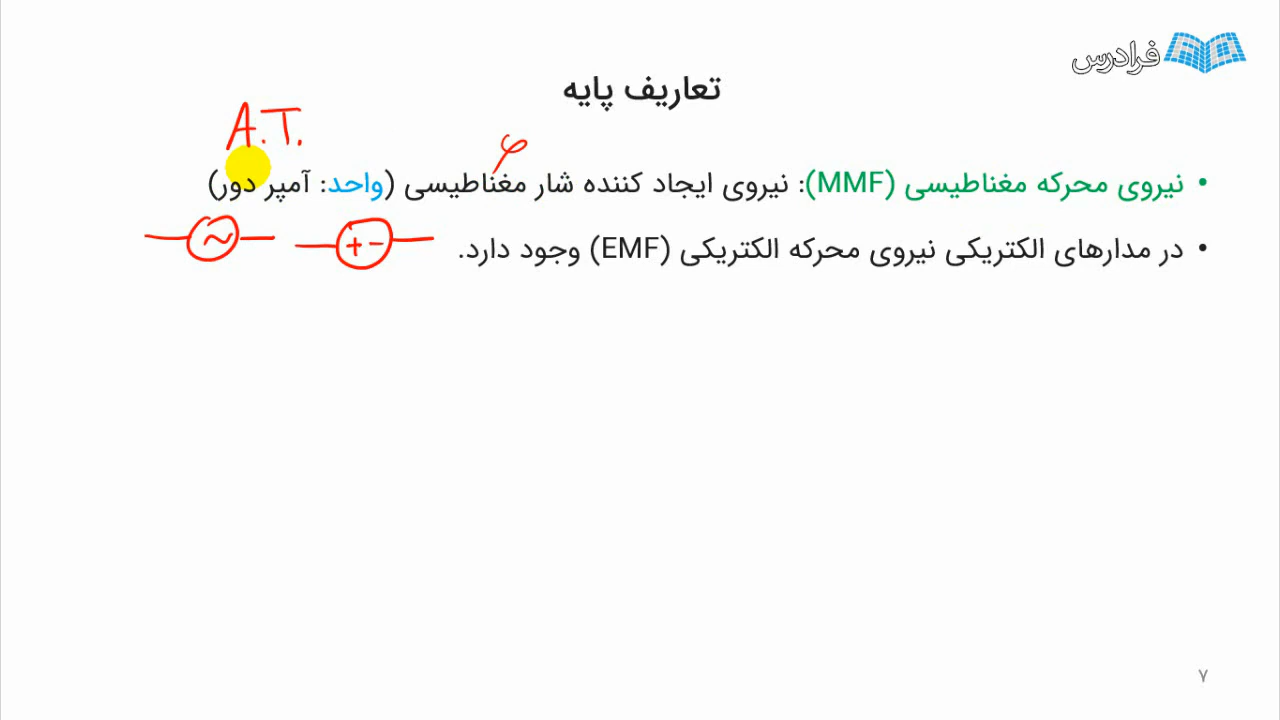 فرادرس
تعاریف پایه
A.T.
φ
• نیروی محرکه مغناطیسی (MMF): نیروی ایجاد کننده شار مغناطیسی (واحد: آمپر دور)
• در مدارهای الکتریکی نیروی محرکه الکتریکی (EMF) وجود دارد.
+ -
~
۷